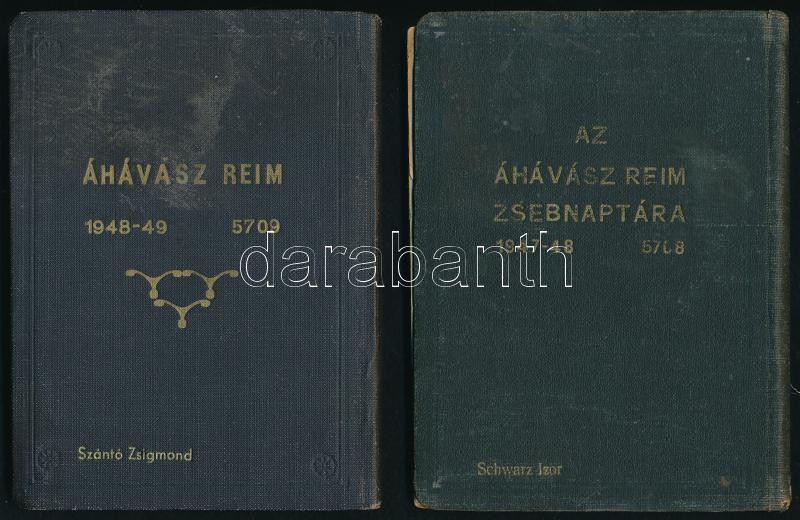 ÁHÁVÁSZ REIM
1948-49 5709
Szántó Zsigmond
AZ
ÁHÁVÁSZ REIM
ZSEBNAPTÁRA
1947-48 5708
Schwarz Izor
darabanth